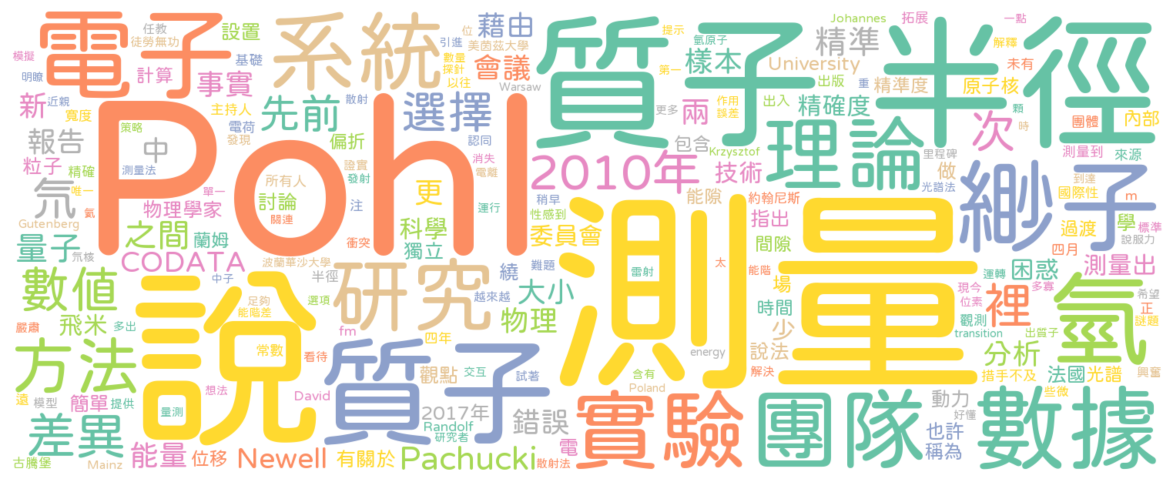 電子
系統
質子
半徑
Pohl
測量
說
緲子
氫
理論
選擇
研究
質子
實驗
團隊
數據
方法
差異
數值
2010年
先前
報告
新
中
氘
粒子
量子
之間
CODATA
飛米
簡單
能量
位移
Newell
有關於
Pachucki
錯誤
2017年
觀點
物理
大小
委員會
科學
獨立
更
討論
物理學家
事實
計算
設置
基礎
藉由
會議
樣本
精準
University
兩
技術
包含
精確度
精準度
原子核
次
內部
團體
測量到
來源
做
里程碑
指出
間隙
能隙
場
時間
少
說法
過渡
困惑
測量出
裡
分析
法國
光譜
觀測
動力
也許
稱為
電
任教
徒勞無功
模擬
明瞭
近親
寬度
主持人
電荷
發現
策略
測量法
精確
唯一
氦
Gutenberg
氘核
蘭姆
所有人
單一
關連
波蘭華沙大學
中子
半徑
足夠
能階差
選項
常數
看待
想法
David
量測
提供
模型
遠
嚴肅
多出
古騰堡
Mainz
引進
位
美茵茲大學
數量
探針
以往
Warsaw
散射
偏折
認同
證實
發射
消失
電離
注
運行
衝突
繞
難題
越來越
稍早
性感到
fm
四年
交互
試著
Randolf
研究者
散射法
含有
Poland
雷射
energy
提示
氫原子
第一
更多
作用
誤差
Krzysztof
約翰尼斯
太
能階
Johannes
拓展
一點
解釋
未有
出版
重
出入
顆
時
光譜法
到達
國際性
m
學
標準
說服力
四月
運轉
多寡
現今
位素
希望
正
謎題
transition
出質子
解決
措手不及
興奮
些微
好懂